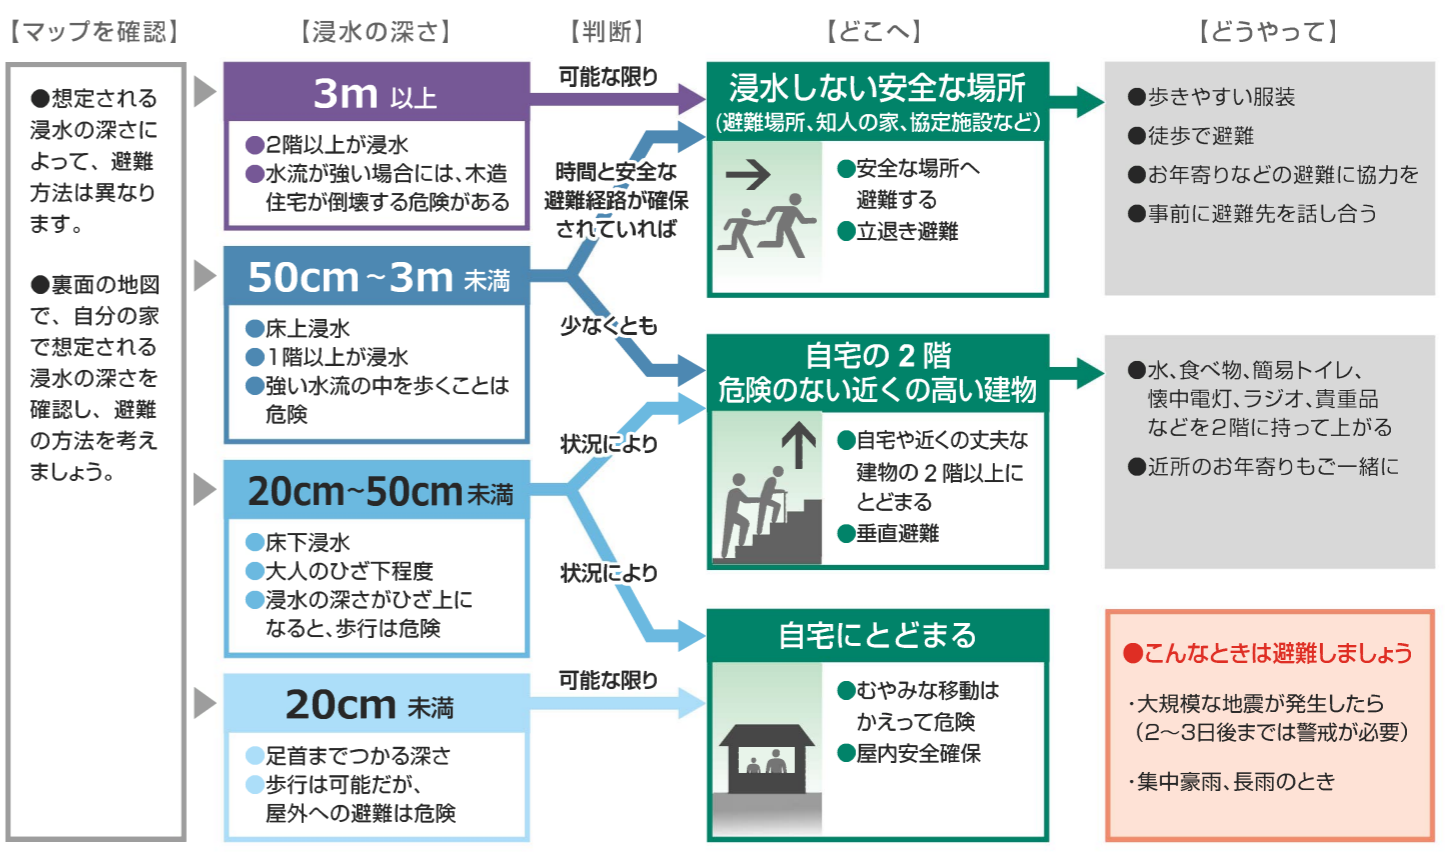 【マップを確認】
【浸水の深さ】
【判断】
【どこへ】
【どうやって】
●想定される
浸水の深さに
よって、避難
方法は異なり
ます。
●裏面の地図
で、自分の家
で想定される
浸水の深さを
確認し、避難
の方法を考え
ましょう。
3m 以上
●2階以上が浸水
●水流が強い場合には、木造
住宅が倒壊する危険がある
50cm~3m 未満
●床上浸水
●1階以上が浸水
●強い水流の中を歩くことは
危険
20cm~50cm未満
●床下浸水
●大人のひざ下程度
●浸水の深さがひざ上に
なると、歩行は危険
20cm 未満
●足首までつかる深さ
●歩行は可能だが、
屋外への避難は危険
可能な限り
時間と安全な
避難経路が確保
されていれば
少なくとも
状況により
状況により
可能な限り
浸水しない安全な場所
(避難場所、知人の家、協定施設など)
●安全な場所へ
避難する
●立退き避難
自宅の 2 階
危険のない近くの高い建物
●自宅や近くの丈夫な
建物の 2 階以上に
とどまる
●垂直避難
自宅にとどまる
●むやみな移動は
かえって危険
●屋内安全確保
●歩きやすい服装
●徒歩で避難
●お年寄りなどの避難に協力を
●事前に避難先を話し合う
●水、食べ物、簡易トイレ、
懐中電灯、ラジオ、貴重品
などを2階に持って上がる
●近所のお年寄りもご一緒に
●こんなときは避難しましょう
・大規模な地震が発生したら
(2〜3日後までは警戒が必要)
・集中豪雨、長雨のとき